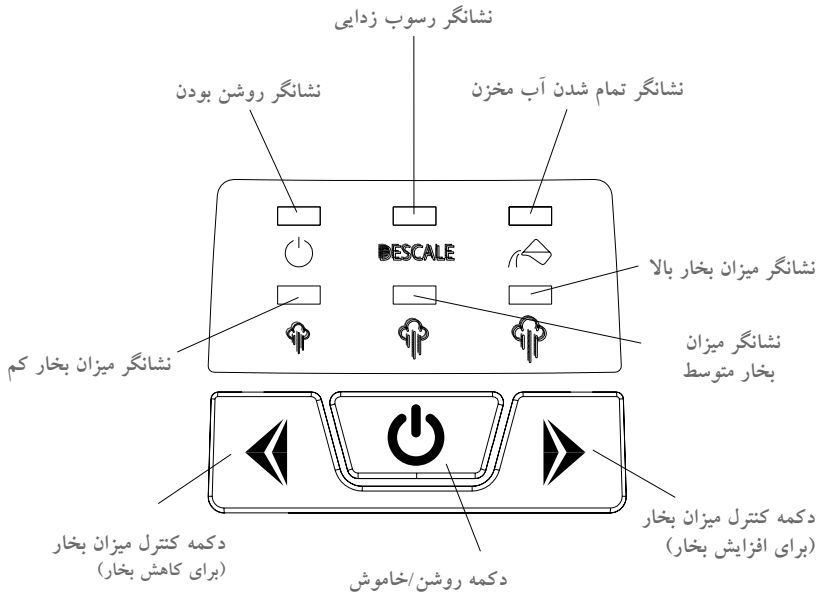 نشانگر رسوب زدایی
نشانگر تمام شدن آب مخزن
نشانگر روشن بودن
DESCALE
نشانگر میزان بخار بالا
نشانگر میزان
بخار متوسط
نشانگر میزان بخار کم
دکمه کنترل میزان بخار
(برای افزایش بخار)
دکمه کنترل میزان بخار
(برای کاهش بخار)
دکمه روشن/خاموش